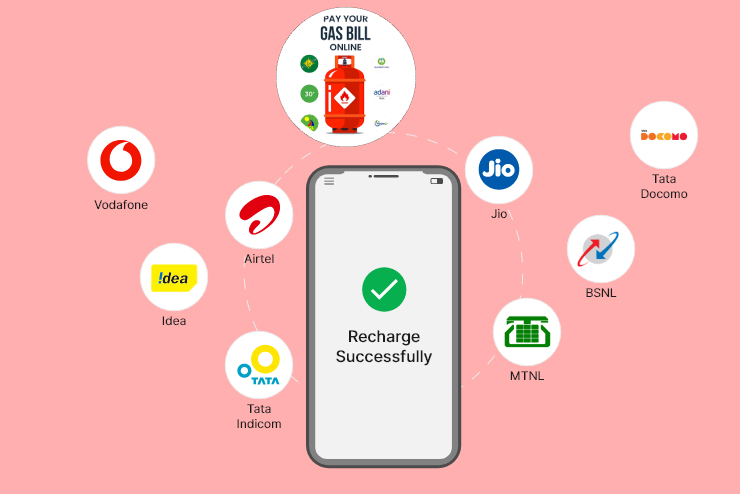 PAY YOUR
GAS BILL
ONLINE
30'
adani
Vodafone
Airtel
!dea
Idea
TATA
Tata
Indicom
Jio
Jio
TATA
DOCOMO
Tata
Docomo
BSNL
MTNL
Recharge
Successfully